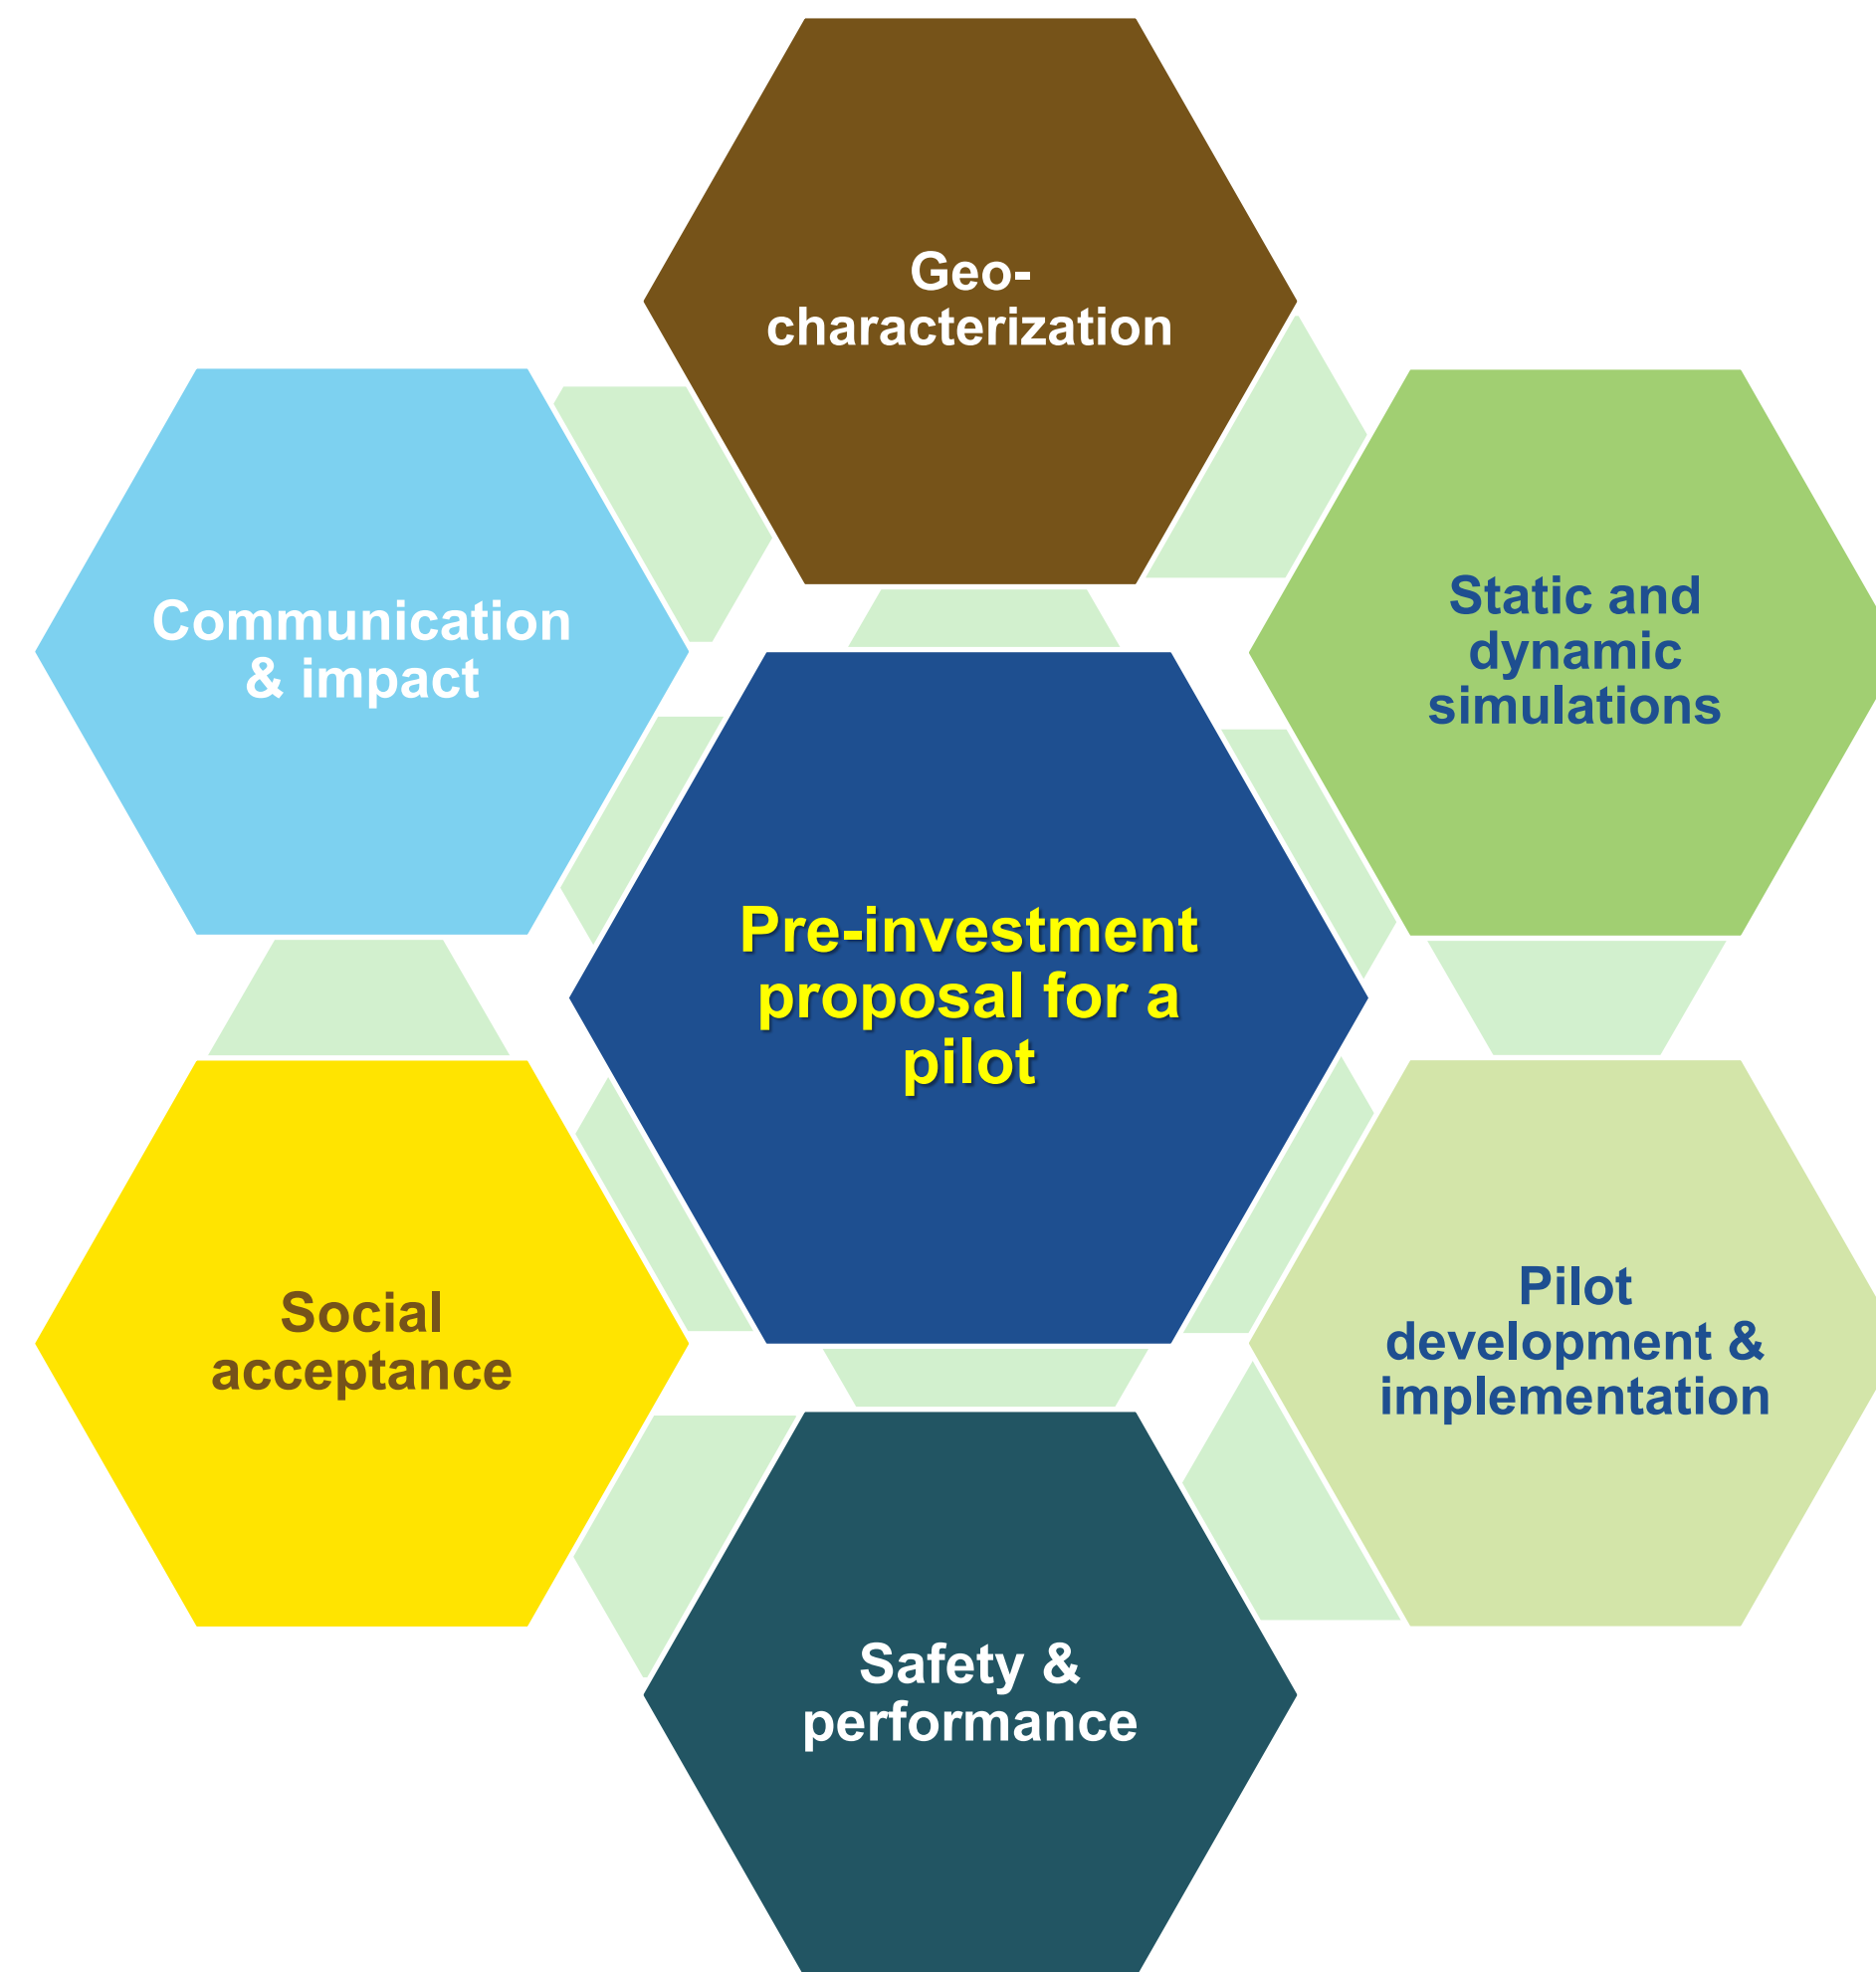 Geo-
characterization
Communication
& impact
Static and
dynamic
simulations
Pre-investment
proposal for a
pilot
Social
acceptance
Pilot
development &
implementation
Safety &
performance